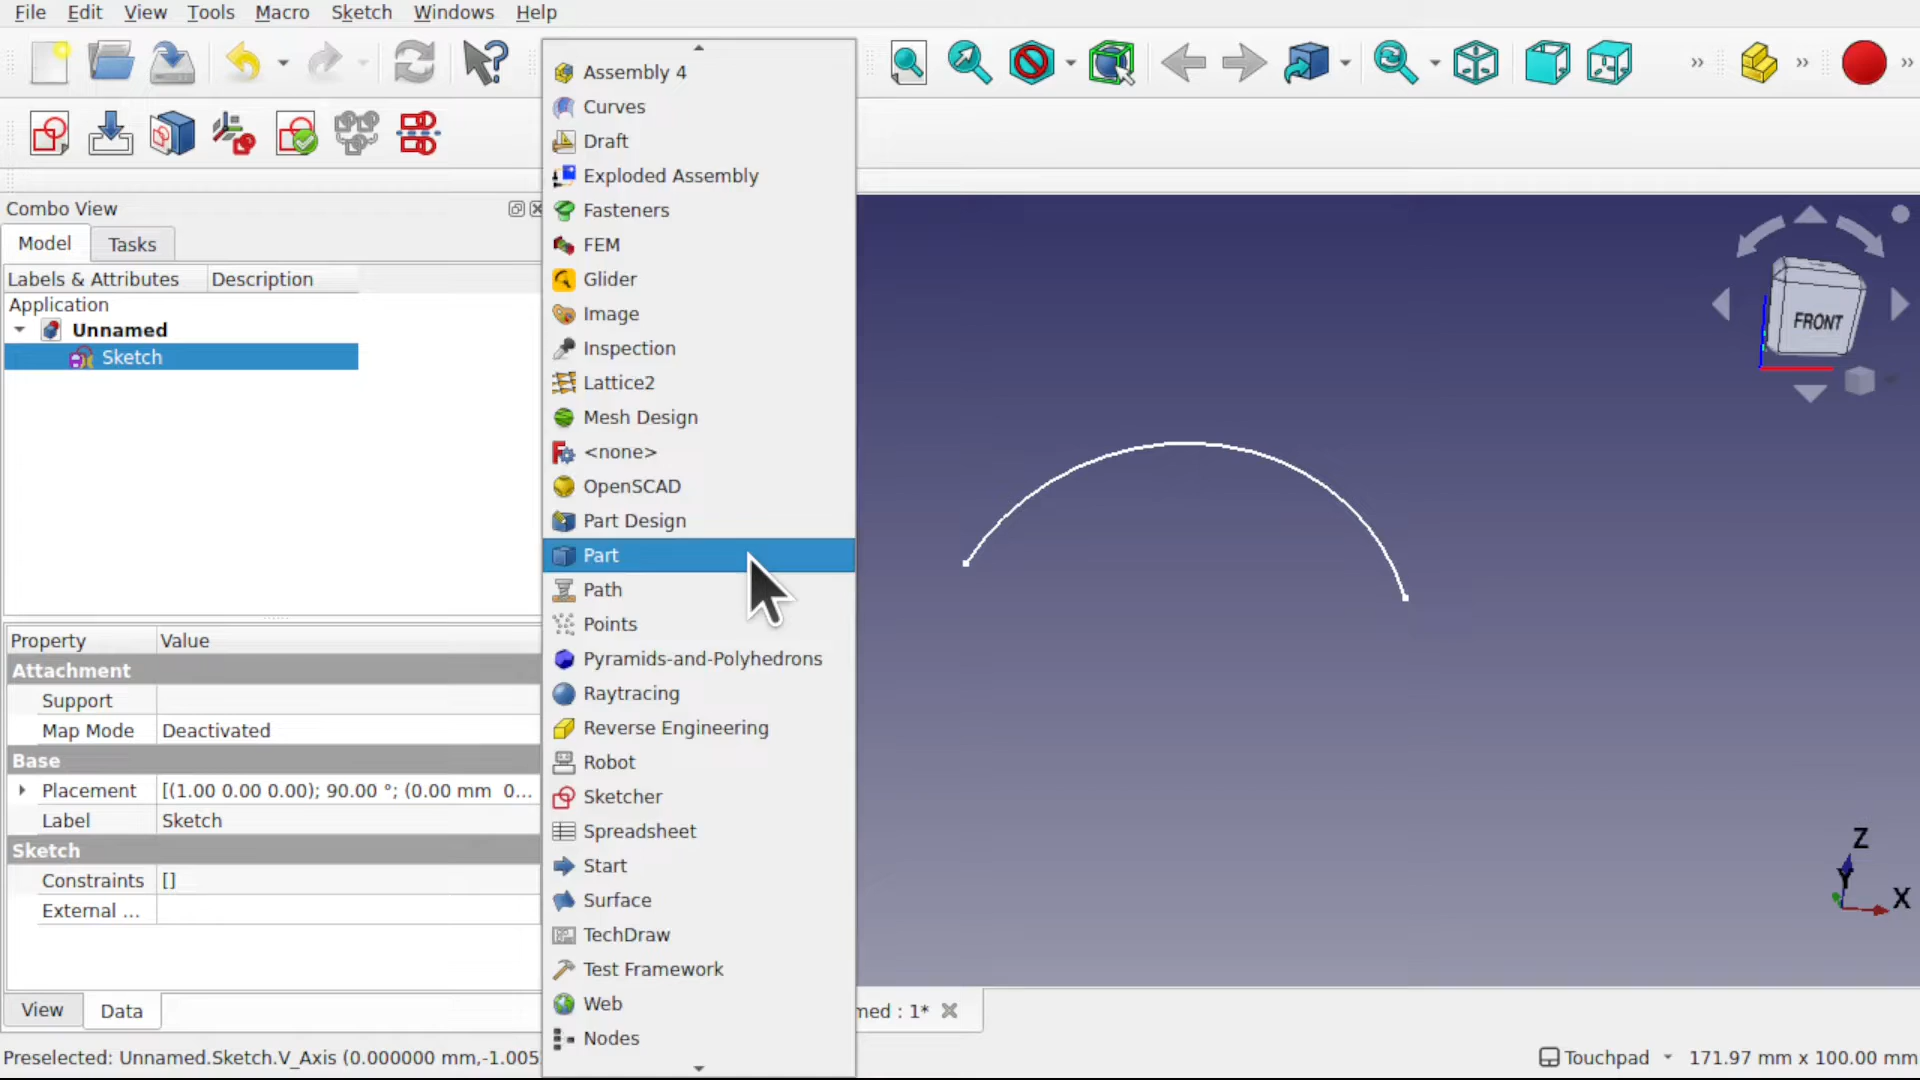 File Edit View Tools Macro Sketch Windows Help
Assembly 4
Curves
Draft
Exploded Assembly
Fasteners
FEM
Glider
Image
Inspection
Lattice2
Mesh Design
<none>
OpenSCAD
Part Design
Part
Path
Points
Pyramids-and-Polyhedrons
Raytracing
Reverse Engineering
Robot
Sketcher
Spreadsheet
Start
Surface
TechDraw
Test Framework
Web
Nodes
Combo View
Model Tasks
Labels & Attributes Description
Application
Unnamed
Sketch
Property Value
Attachment
Support
Map Mode Deactivated
Base
Placement [(1.00 0.00 0.00); 90.00 °; (0.00 mm 0...
Label Sketch
Sketch
Constraints []
External ...
View Data
FRONT
Z
Y
X
med : 1*
Preselected: Unnamed.Sketch.V_Axis (0.000000 mm,-1.005
Touchpad 171.97 mm x 100.00 mm